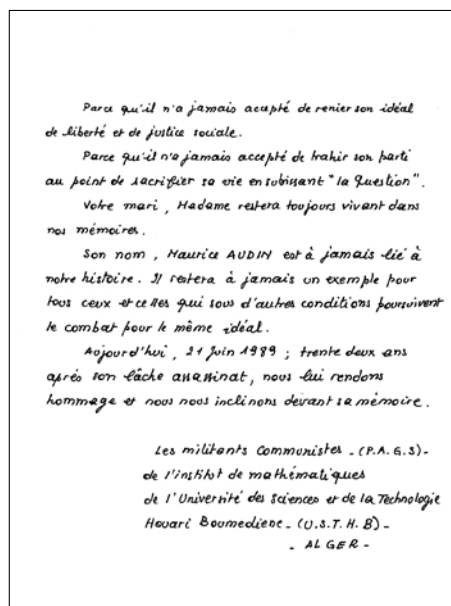 Parce qu'il n'a jamais accepté de renier son idéal
de liberté et de justice sociale.
Parce qu'il n'a jamais accepté de trahir son parti
au point de sacrifier sa vie en subissant "la Question".
Votre mari, Madame restera toujours vivant dans
nos mémoires.
Son nom, Maurice AUDIN est à jamais lié à
notre histoire. Il restera à jamais un exemple pour
tous ceux et celles qui sous d'autres conditions poursuivent
le combat pour le même idéal.
Aujourd'hui, 21 Juin 1989 ; trente deux ans
après son lâche assassinat, nous lui rendons
hommage et nous nous inclinons devant sa mémoire.
Les militants Communistes - (P.A.G.S) -
de l'institut de mathématiques
de l'Université des Sciences et de la Technologie
Houari Boumediene - (U.S.T.H.B) -
- ALGER -